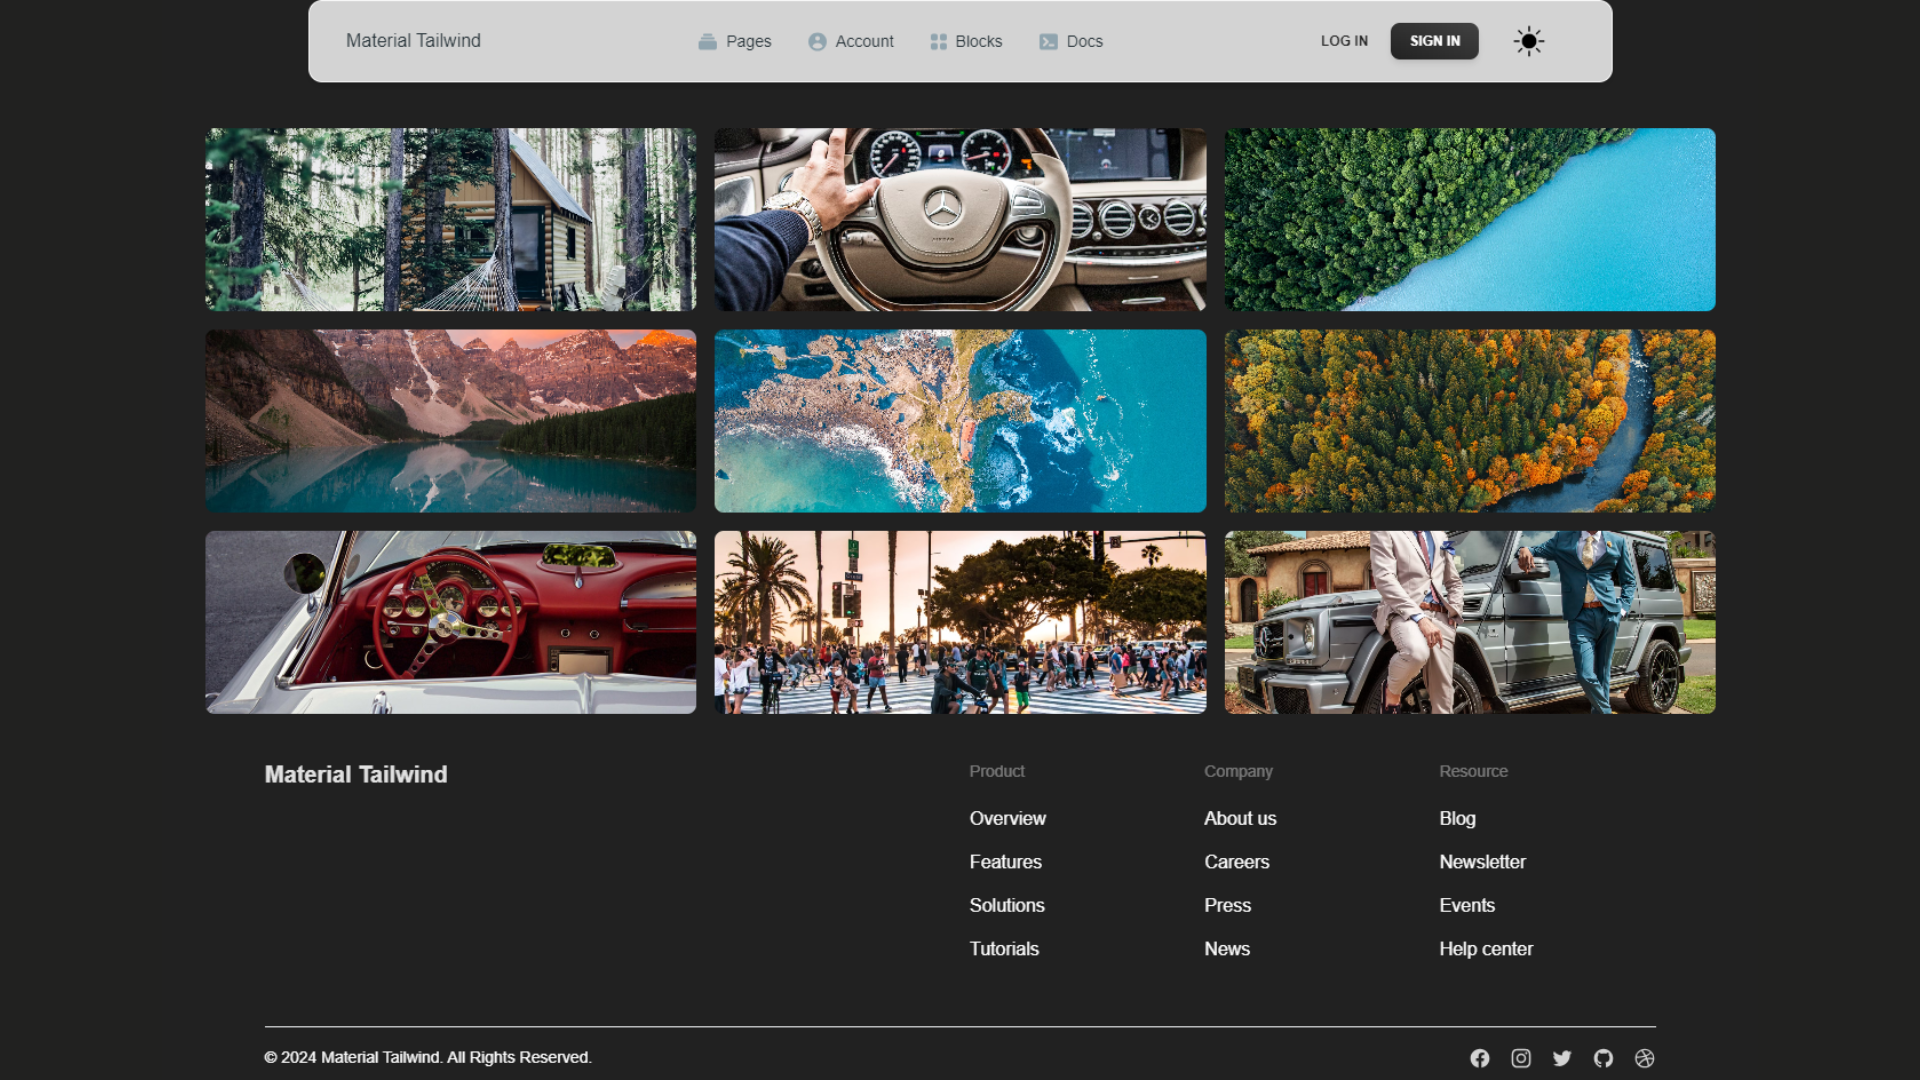 Material Tailwind
Pages
Account
Blocks
Docs
LOG IN
SIGN IN
Material Tailwind
Product
Overview
Features
Solutions
Tutorials
Company
About us
Careers
Press
News
Resource
Blog
Newsletter
Events
Help center
© 2024 Material Tailwind. All Rights Reserved.